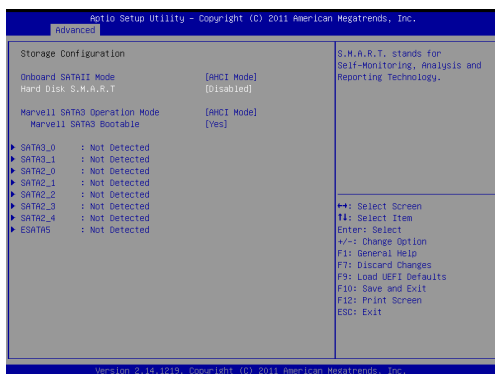 Aptio Setup Utility – Copyright (C) 2011 American Megatrends, Inc.
Advanced
Storage Configuration
Onboard SATAII Mode [AHCI Mode]
Hard Disk S.M.A.R.T [Disabled]
Marvell SATA3 Operation Mode [AHCI Mode]
Marvell SATA3 Bootable [Yes]
SATA3_0 : Not Detected
SATA3_1 : Not Detected
SATA2_0 : Not Detected
SATA2_1 : Not Detected
SATA2_2 : Not Detected
SATA2_3 : Not Detected
SATA2_4 : Not Detected
ESATA5 : Not Detected
S.M.A.R.T. stands for
Self-Monitoring, Analysis and
Reporting Technology.
↔: Select Screen
↑↓: Select Item
Enter: Select
+/-: Change Option
F1: General Help
F7: Discard Changes
F9: Load UEFI Defaults
F10: Save and Exit
F12: Print Screen
ESC: Exit
Version 2.14.1219. Copyright (C) 2011 American Megatrends, Inc.